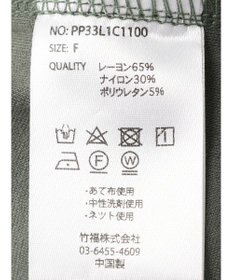 NO: PP33L1C1100
SIZE: F
QUALITY レーヨン65%
ナイロン30%
ポリウレタン5%
F W
・あて布使用
・中性洗剤使用
・ネット使用
竹福株式会社
03-6455-4609
中国製